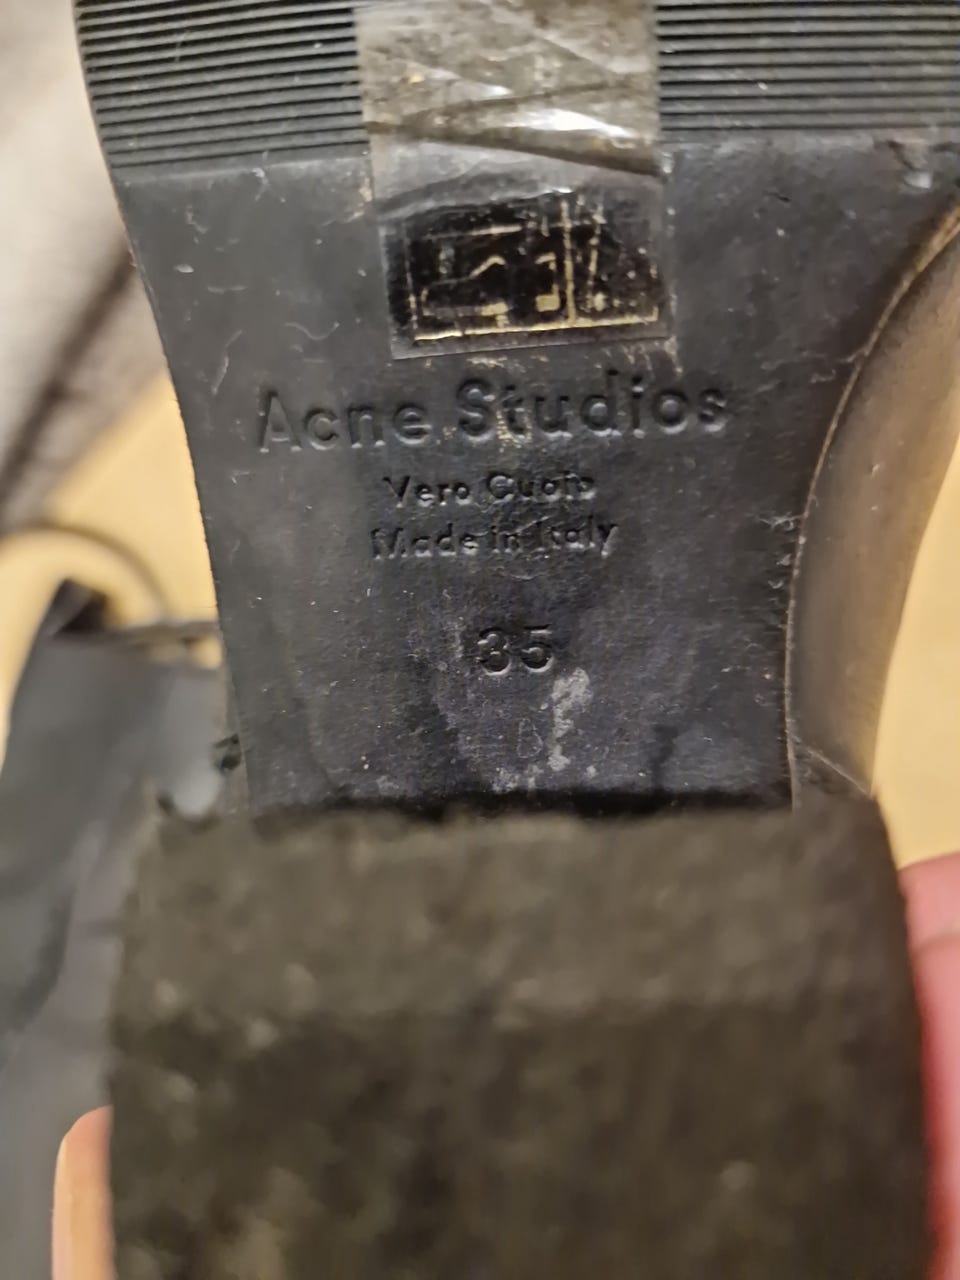 Acne Studios
Vero Cuoio
Made in Italy
35